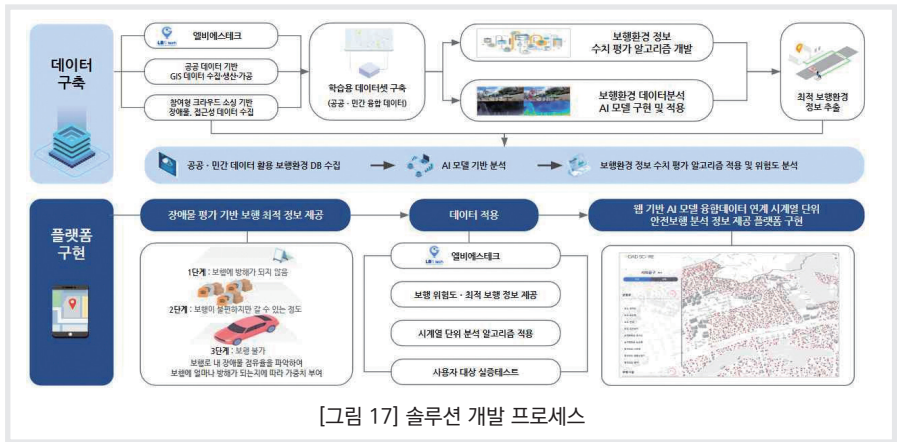 데이터
구축
LBS tech 엘비에스테크
공공 데이터 기반
GIS 데이터 수집·생산·가공
참여형 크라우드 소싱 기반
장애물, 접근성 데이터 수집
학습용 데이터셋 구축
(공공·민간 융합 데이터)
보행환경 정보
수치 평가 알고리즘 개발
보행환경 데이터분석
AI 모델 구현 및 적용
최적 보행환경
정보 추출
공공·민간 데이터 활용 보행환경 DB 수집
AI 모델 기반 분석
보행환경 정보 수치 평가 알고리즘 적용 및 위험도 분석
플랫폼
구현
장애물 평가 기반 보행 최적 정보 제공
1단계 : 보행에 방해가 되지 않음
2단계 : 보행이 불편하지만 갈 수 있는 정도
3단계 : 보행 불가
보행로 내 장애물 점유율을 파악하여
보행에 얼마나 방해가 되는지에 따라 가중치 부여
데이터 적용
LBS tech 엘비에스테크
보행 위험도·최적 보행 정보 제공
시계열 단위 분석 알고리즘 적용
사용자 대상 실증테스트
웹 기반 AI 모델 융합데이터 연계 시계열 단위
안전보행 분석 정보 제공 플랫폼 구현
[그림 17] 솔루션 개발 프로세스